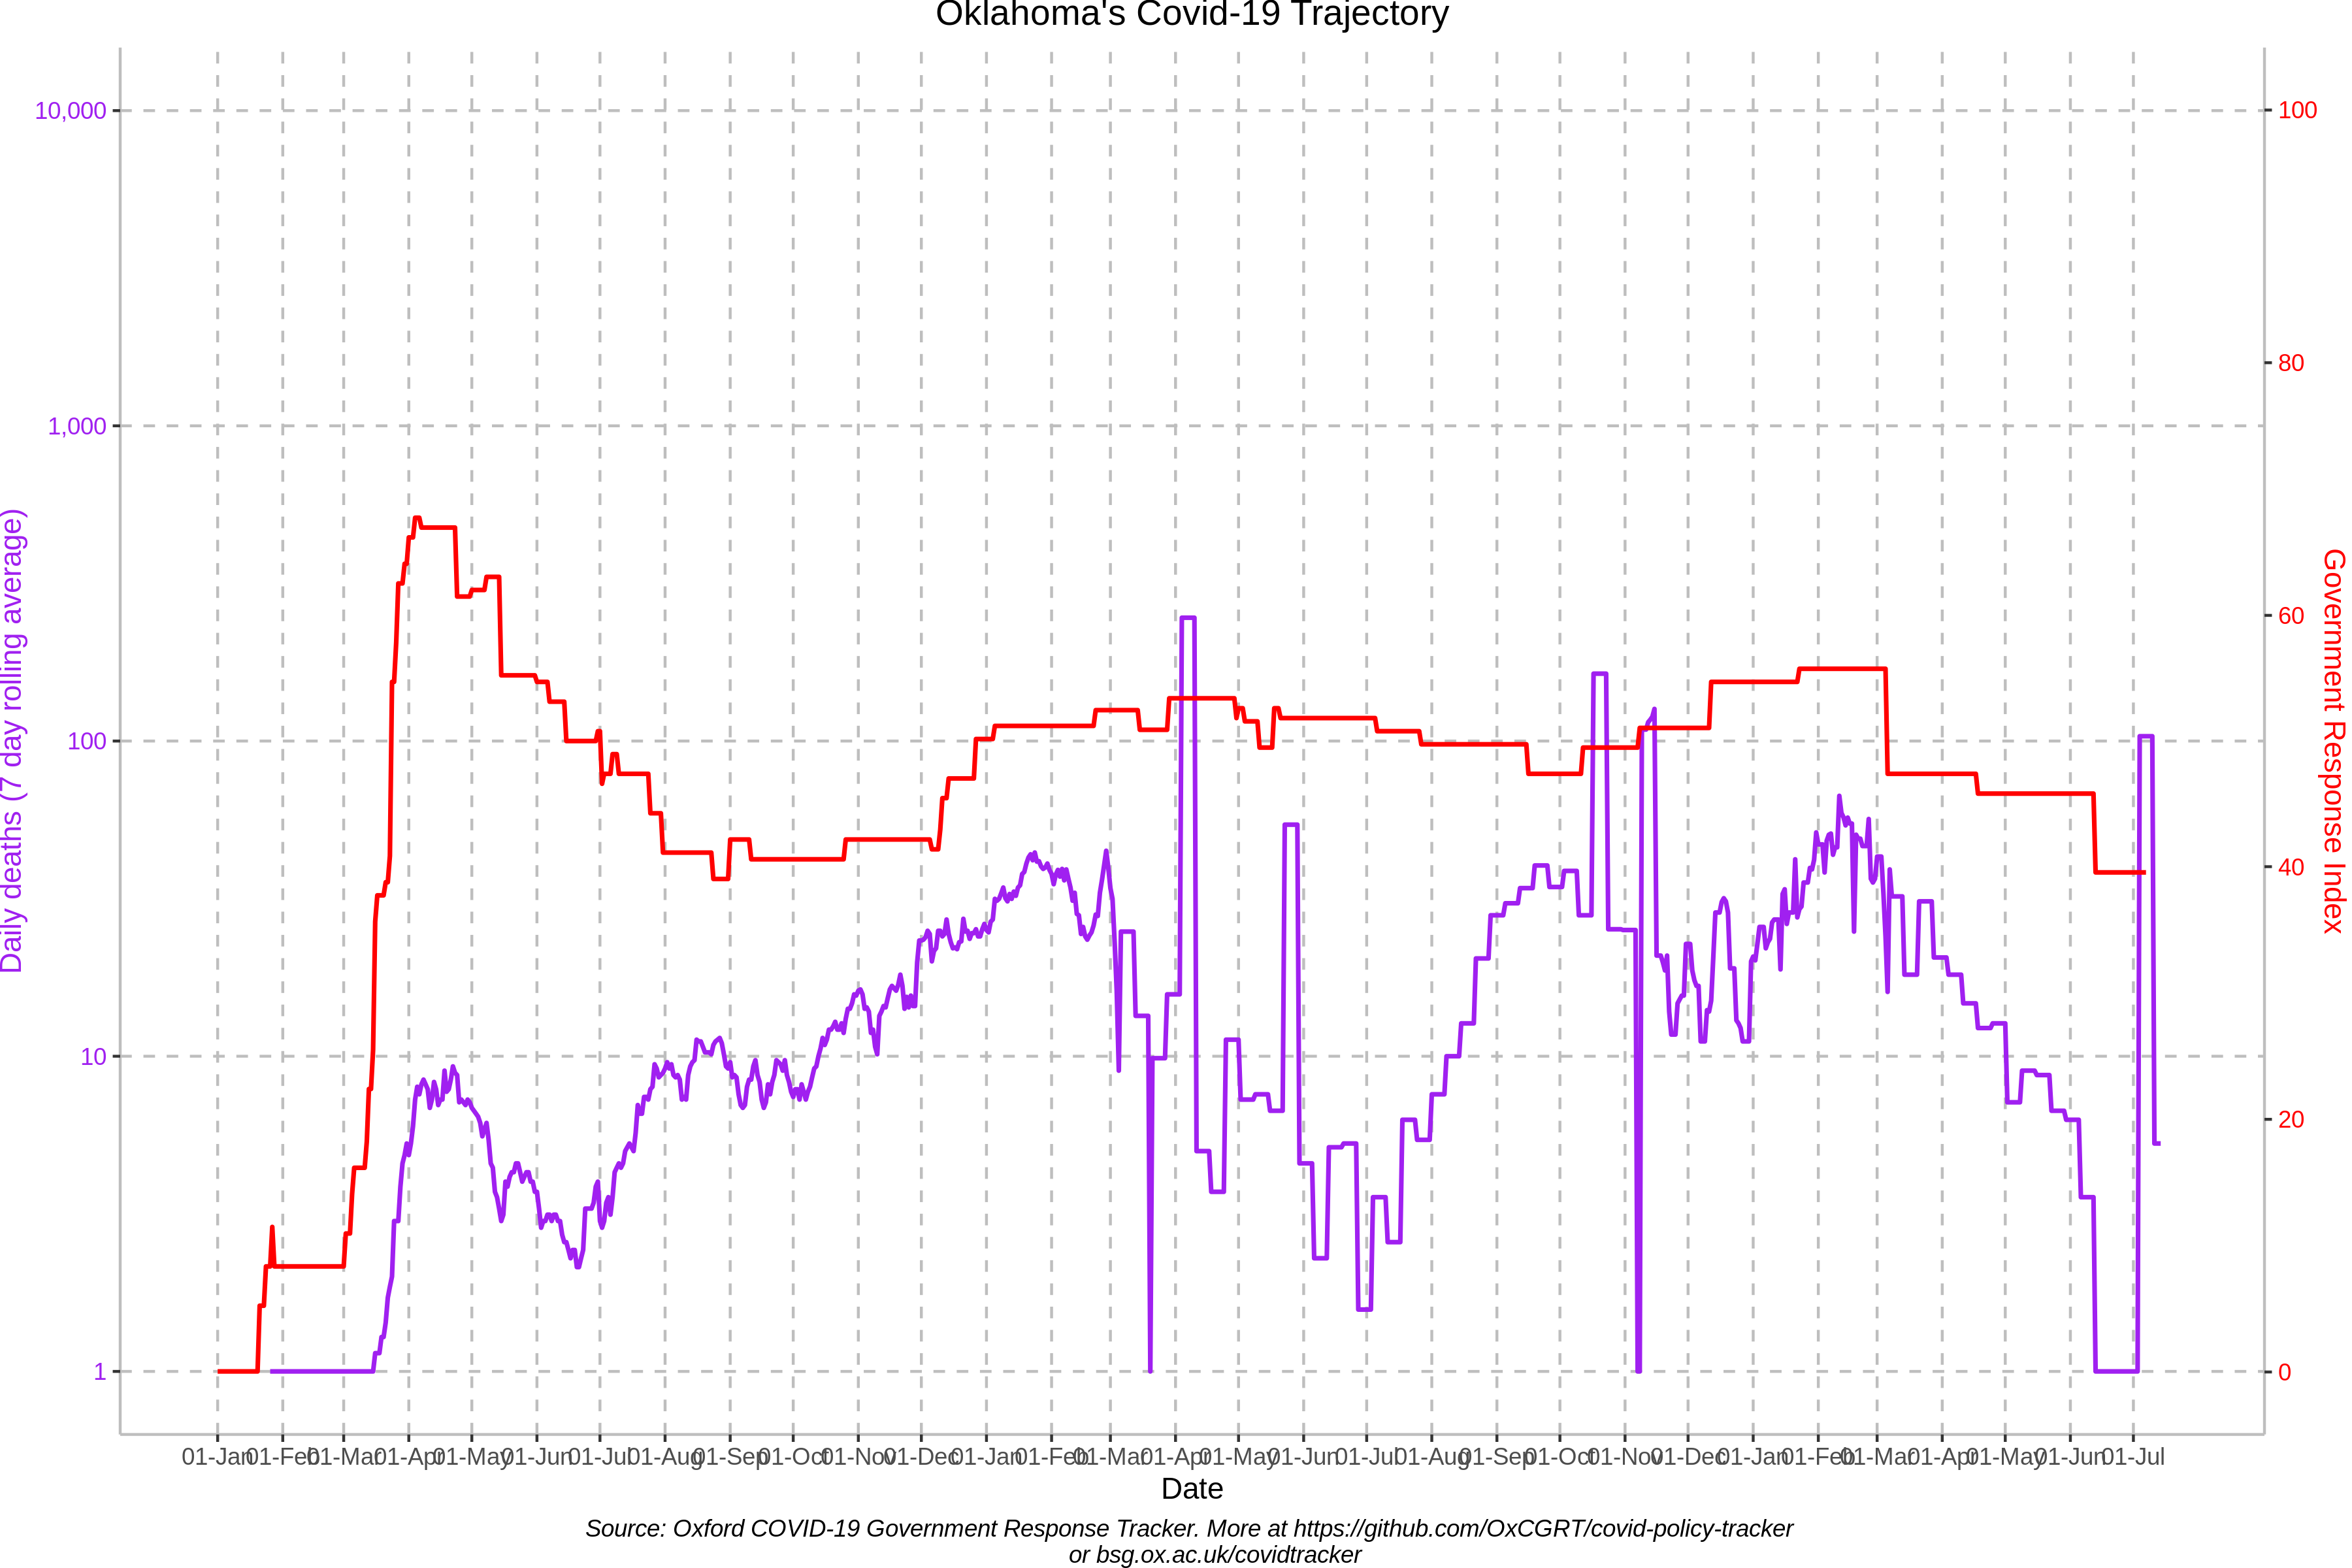 Oklahoma's Covid-19 Trajectory
10,000
1,000
100
10
1
Daily deaths (7 day rolling average)
100
80
60
40
20
0
Government Response Index
01-Jan 01-Feb 01-Mar 01-Apr 01-May 01-Jun 01-Jul 01-Aug 01-Sep 01-Oct 01-Nov 01-Dec 01-Jan 01-Feb 01-Mar 01-Apr 01-May 01-Jun 01-Jul 01-Aug 01-Sep 01-Oct 01-Nov 01-Dec 01-Jan 01-Feb 01-Mar 01-Apr 01-May 01-Jun 01-Jul
Date
Source: Oxford COVID-19 Government Response Tracker. More at https://github.com/OxCGRT/covid-policy-tracker
or bsg.ox.ac.uk/covidtracker